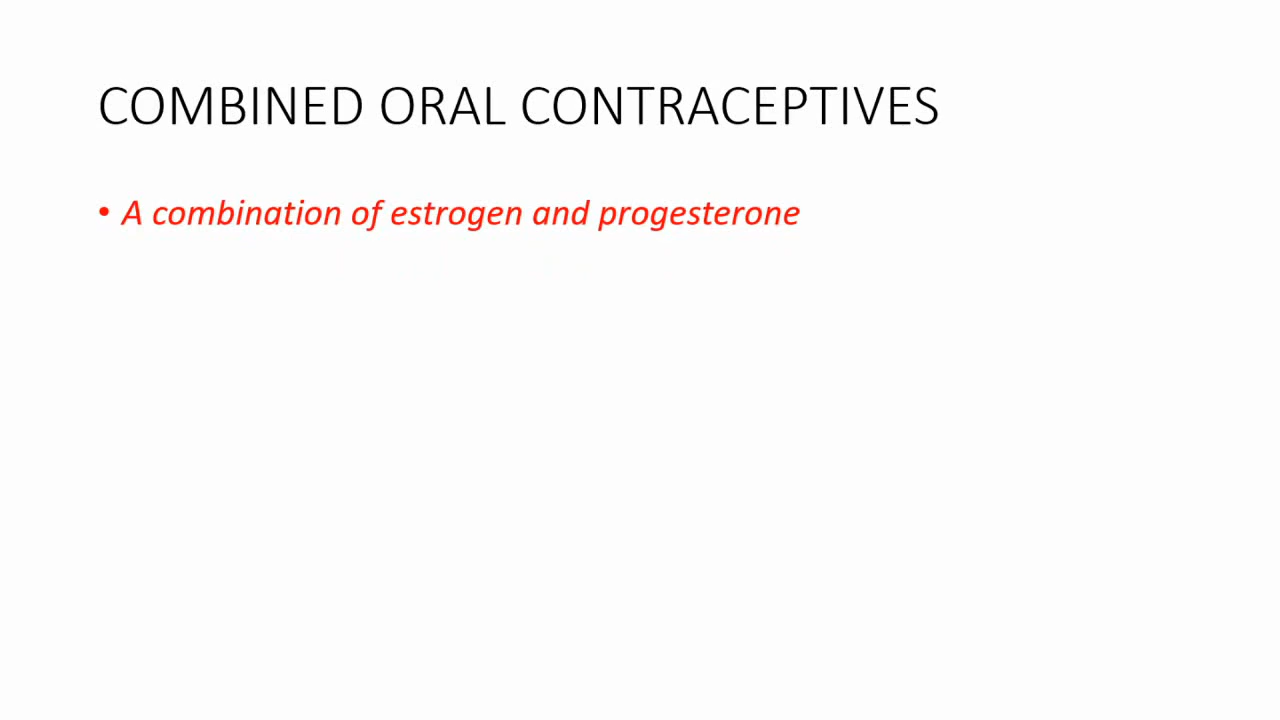 COMBINED ORAL CONTRACEPTIVES
• A combination of estrogen and progesterone